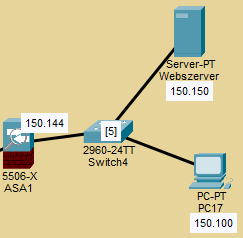 Server-PT
Webszerver
150.150
150.144
[5]
5506-X
ASA1
2960-24TT
Switch4
PC-PT
PC17
150.100